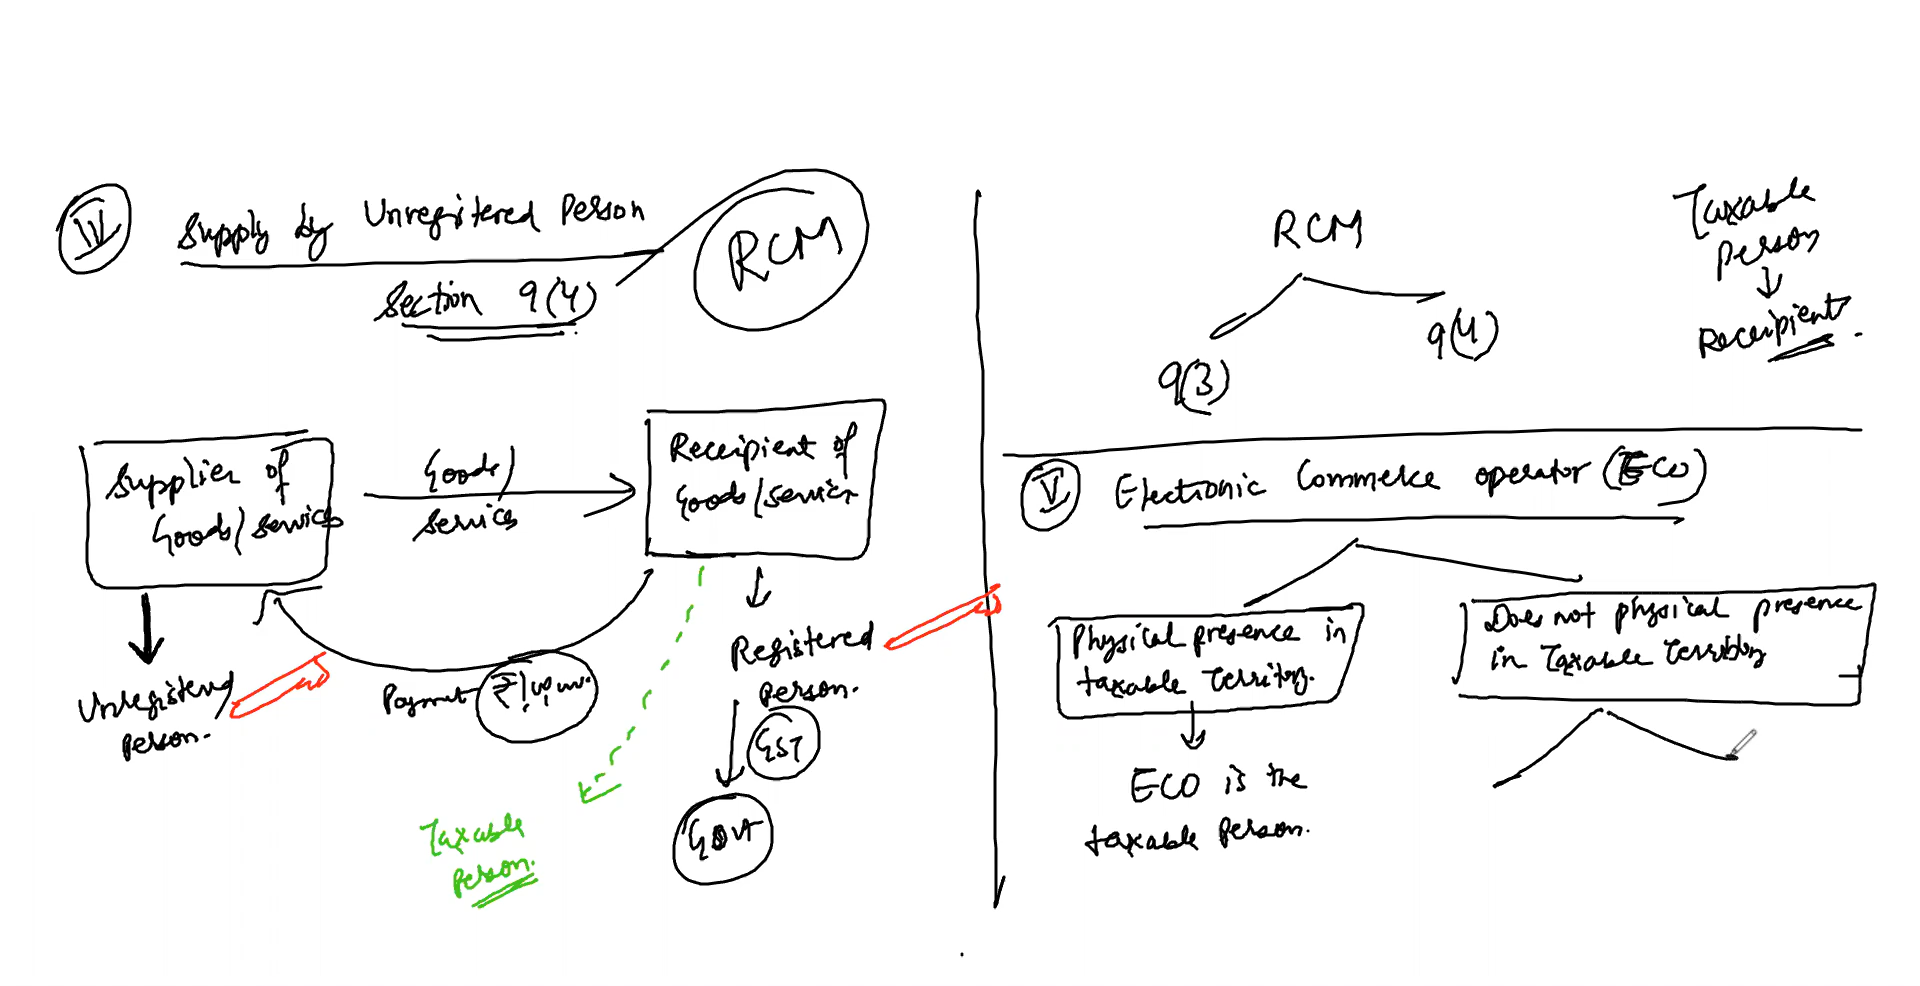 IV
Supply by Unregistered Person
Section 9(4)
RCM
Supplier of
Goods/services
Goods/
Services
Receipient of
Goods/service
Unregistered
person.
Payment
Registered
person.
GST
Govt
Taxable
Person.
RCM
9(3)
9(4)
Taxable
person
Receipient.
V
Electronic Commerce operator (ECO)
Physical presence in
taxable Territory.
ECO is the
taxable Person.
Does not physical presence
in Taxable Territory